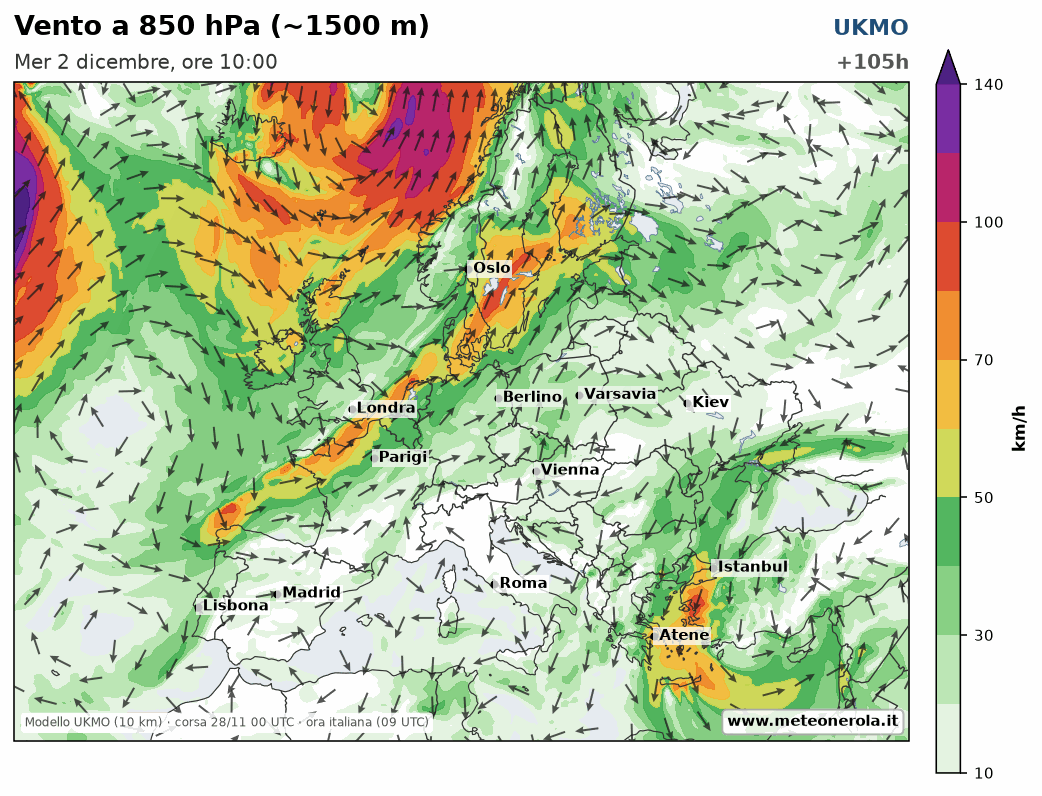 Vento a 850 hPa (~1500 m)
UKMO
Mer 2 dicembre, ore 10:00
+105h
140
100
70
50
30
10
km/h
Oslo
Londra
Berlino
Varsavia
Kiev
Parigi
Vienna
Istanbul
Roma
Madrid
Lisbona
Atene
Modello UKMO (10 km) · corsa 28/11 00 UTC · ora italiana (09 UTC)
www.meteonerola.it